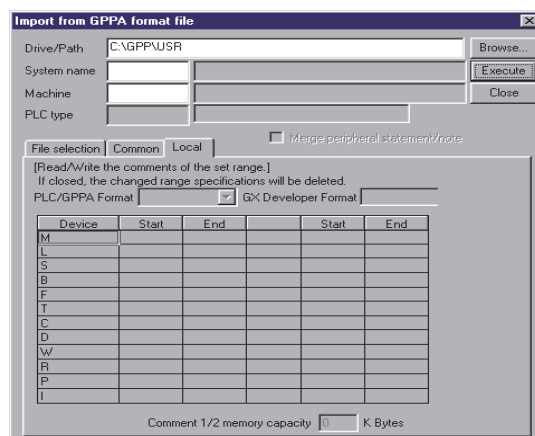 Import from GPPA format file
Drive/Path C:\GPP\USR Browse...
System name Execute
Machine Close
PLC type
Merge peripheral statement/note
File selection Common Local
[Read/Write the comments of the set range.]
If closed, the changed range specifications will be deleted.
PLC/GPPA Format GX Developer Format
Device Start End Start End
M
L
S
B
F
T
C
D
W
R
P
I
Comment 1/2 memory capacity 0 K Bytes